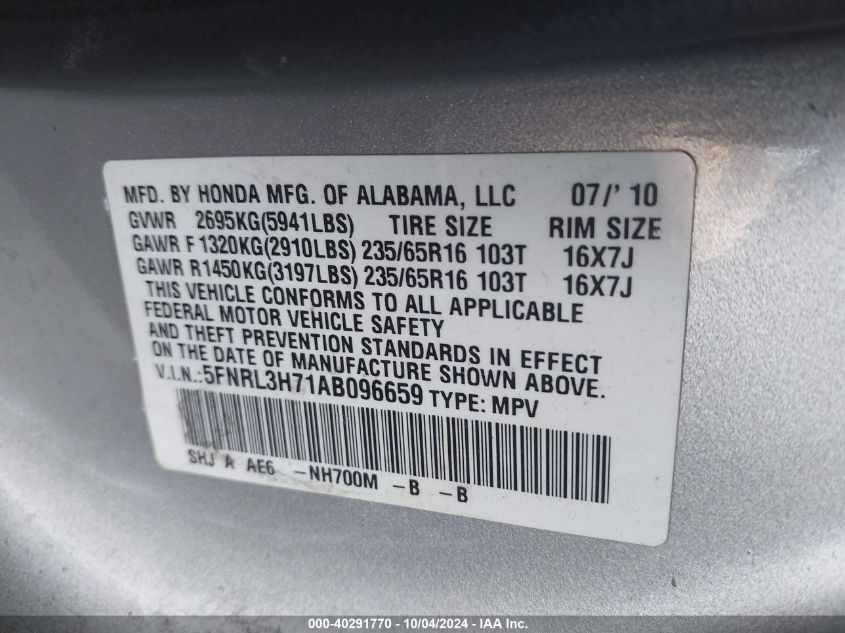 MFD. BY HONDA MFG. OF ALABAMA, LLC 07/' 10
GVWR 2695KG(5941LBS) TIRE SIZE RIM SIZE
GAWR F 1320KG(2910LBS) 235/65R16 103T 16X7J
GAWR R1450KG(3197LBS) 235/65R16 103T 16X7J
THIS VEHICLE CONFORMS TO ALL APPLICABLE
FEDERAL MOTOR VEHICLE SAFETY
AND THEFT PREVENTION STANDARDS IN EFFECT
ON THE DATE OF MANUFACTURE SHOWN ABOVE.
V.I.N.:5FNRL3H71AB096659 TYPE: MPV
SHJ A AE6 -NH700M -B -B
000-40291770 - 10/04/2024 - IAA Inc.